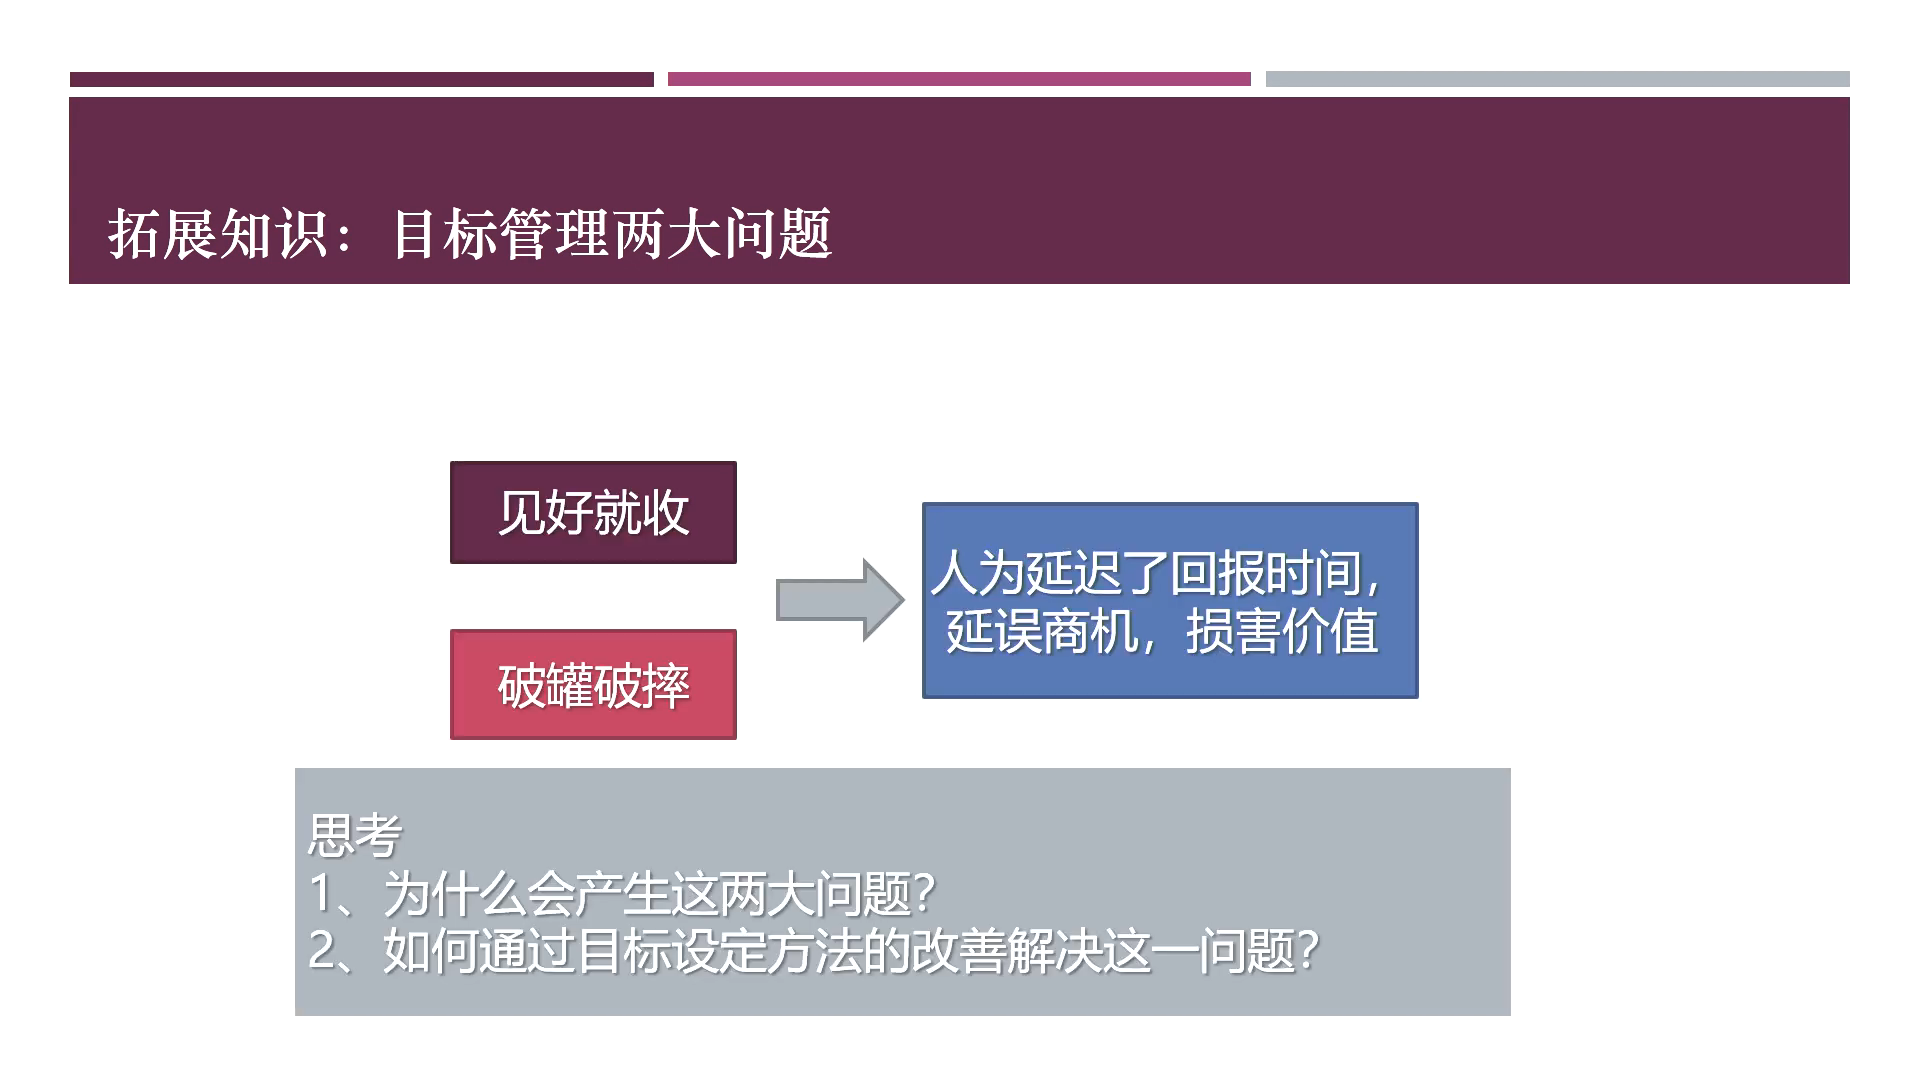 拓展知识：目标管理两大问题
见好就收
破罐破摔
人为延迟了回报时间，
延误商机，损害价值
思考
1、为什么会产生这两大问题？
2、如何通过目标设定方法的改善解决这一问题？